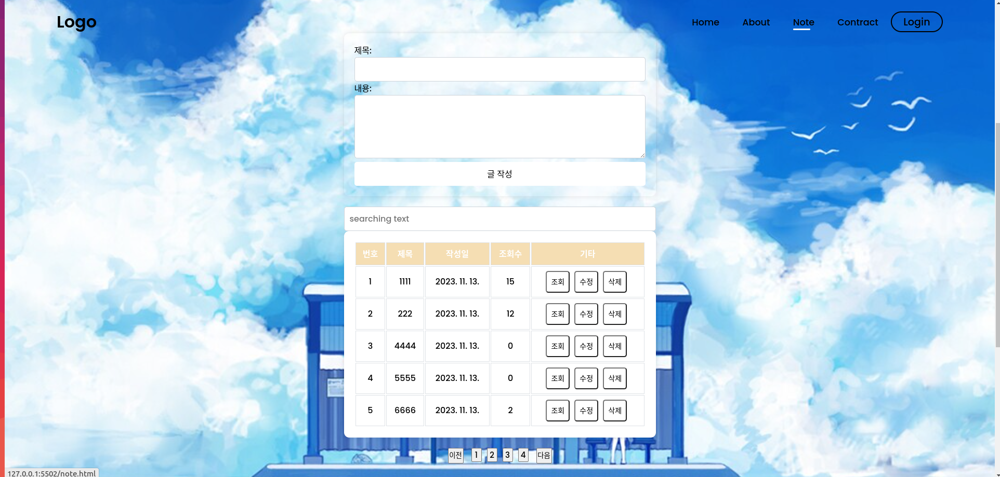 Logo Home About Note Contract Login
제목:
내용:
글 작성
searching text
번호 제목 작성일 조회수 기타
1 1111 2023. 11. 13. 15 조회 수정 삭제
2 222 2023. 11. 13. 12 조회 수정 삭제
3 4444 2023. 11. 13. 0 조회 수정 삭제
4 5555 2023. 11. 13. 0 조회 수정 삭제
5 6666 2023. 11. 13. 2 조회 수정 삭제
이전 1 2 3 4 다음
127.0.0.1:5502/note.html